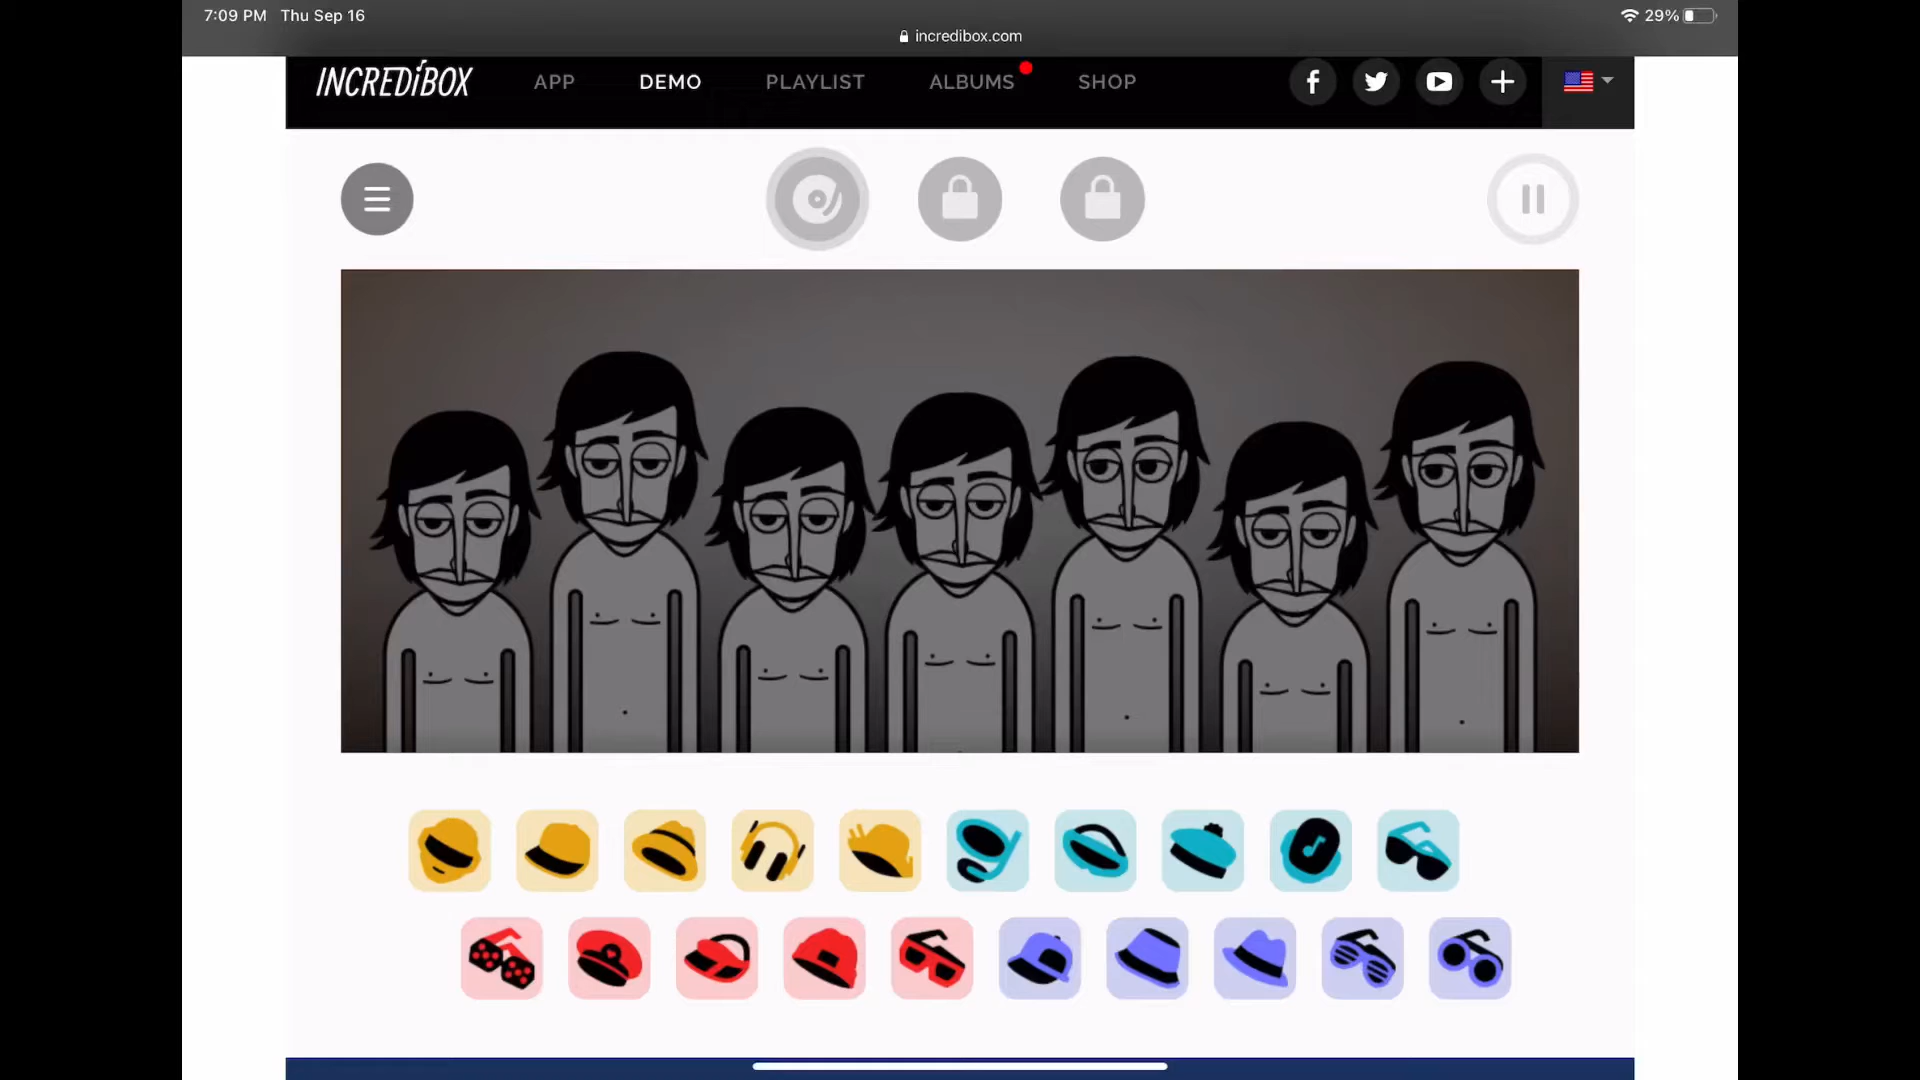 7:09 PM Thu Sep 16
29%
incredibox.com
INCREDIBOX APP DEMO PLAYLIST ALBUMS SHOP